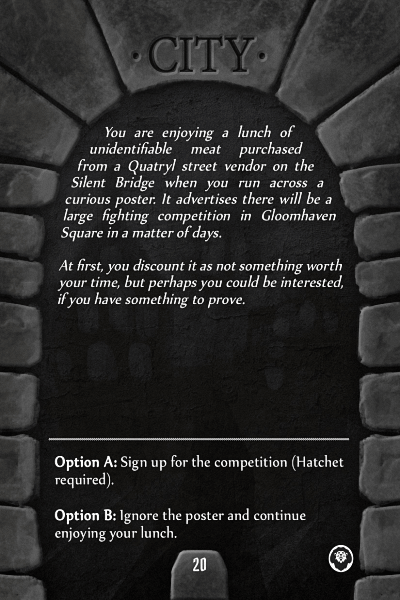 · CITY ·
You are enjoying a lunch of
unidentifiable meat purchased
from a Quatryl street vendor on the
Silent Bridge when you run across a
curious poster. It advertises there will be a
large fighting competition in Gloomhaven
Square in a matter of days.
At first, you discount it as not something worth
your time, but perhaps you could be interested,
if you have something to prove.
Option A: Sign up for the competition (Hatchet
required).
Option B: Ignore the poster and continue
enjoying your lunch.
20